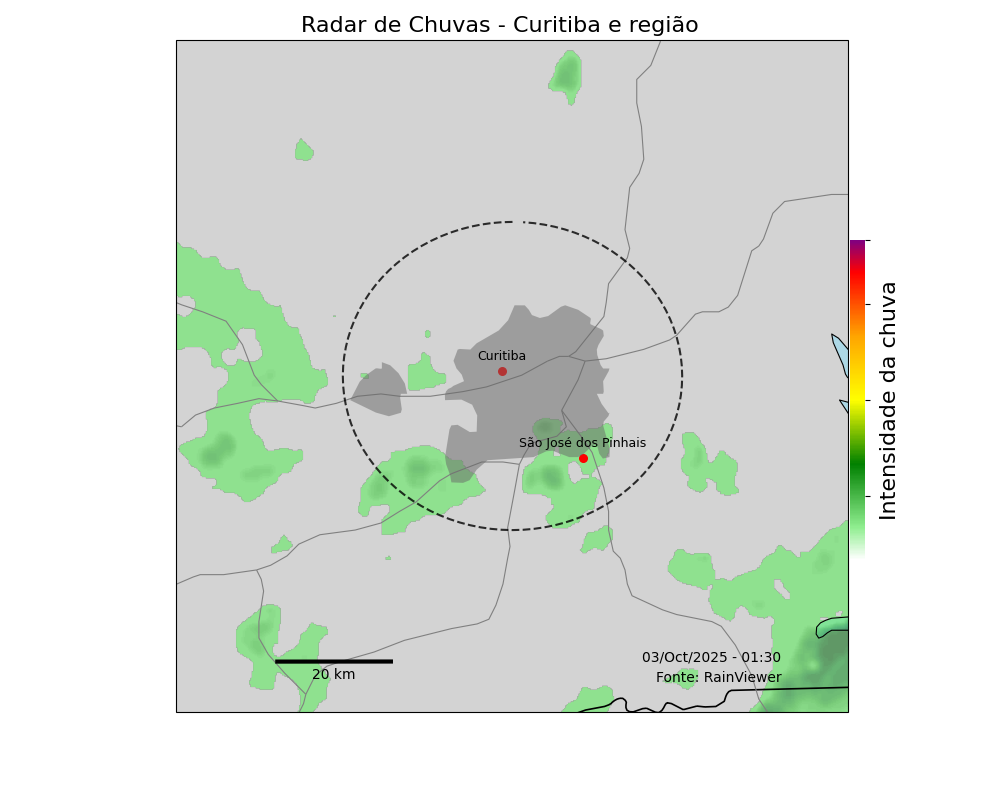 Radar de Chuvas - Curitiba e região
Curitiba
São José dos Pinhais
Intensidade da chuva
03/Oct/2025 - 01:30
Fonte: RainViewer
20 km